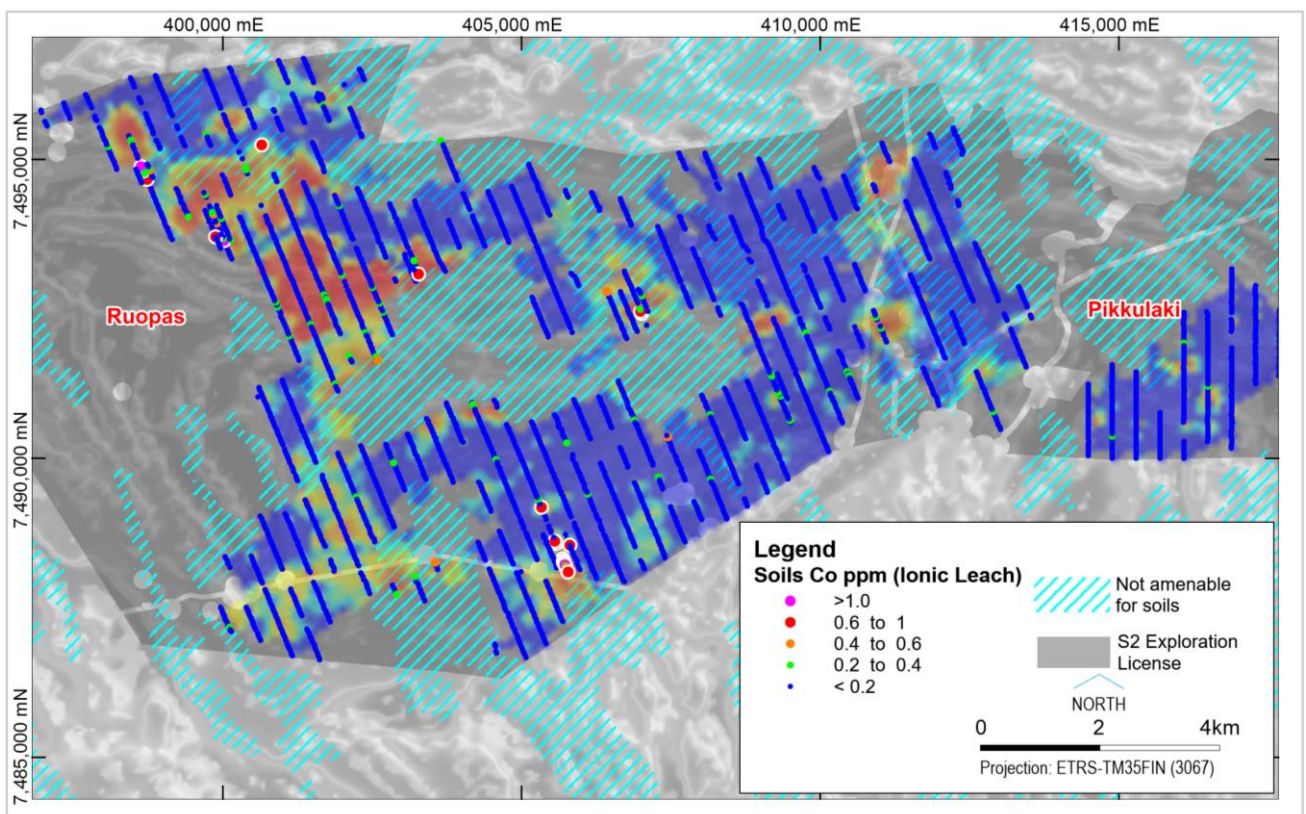 400,000 mE
405,000 mE
410,000 mE
415,000 mE
7,495,000 mN
7,490,000 mN
7,485,000 mN
Ruopas
Pikkulaki
Legend
Soils Co ppm (Ionic Leach)
>1.0
0.6 to 1
0.4 to 0.6
0.2 to 0.4
< 0.2
Not amenable
for soils
S2 Exploration
License
NORTH
0 2 4km
Projection: ETRS-TM35FIN (3067)